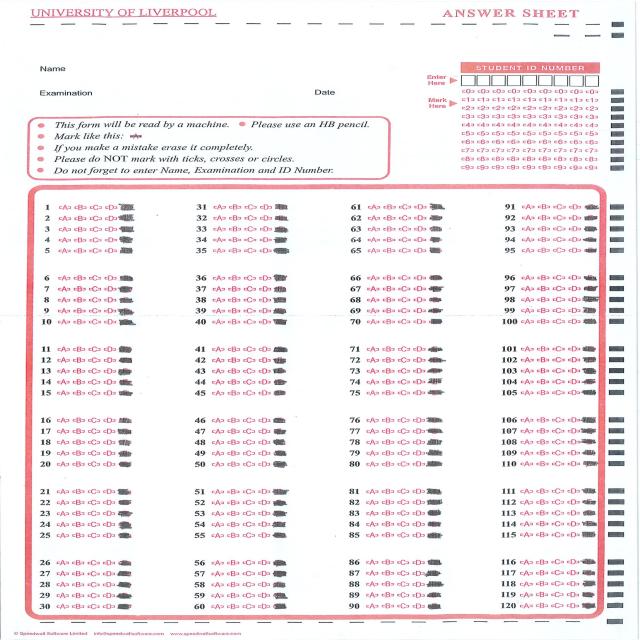 UNIVERSITY OF LIVERPOOL
ANSWER SHEET
Name
Examination Date
STUDENT ID NUMBER
Enter Here
Mark Here
<0> <0> <0> <0> <0> <0> <0> <0> <0>
<1> <1> <1> <1> <1> <1> <1> <1> <1>
<2> <2> <2> <2> <2> <2> <2> <2> <2>
<3> <3> <3> <3> <3> <3> <3> <3> <3>
<4> <4> <4> <4> <4> <4> <4> <4> <4>
<5> <5> <5> <5> <5> <5> <5> <5> <5>
<6> <6> <6> <6> <6> <6> <6> <6> <6>
<7> <7> <7> <7> <7> <7> <7> <7> <7>
<8> <8> <8> <8> <8> <8> <8> <8> <8>
<9> <9> <9> <9> <9> <9> <9> <9> <9>
• This form will be read by a machine. • Please use an HB pencil.
• Mark like this:
• If you make a mistake erase it completely.
• Please do NOT mark with ticks, crosses or circles.
• Do not forget to enter Name, Examination and ID Number.
1 <A> <B> <C> <D> 31 <A> <B> <C> <D> 61 <A> <B> <C> <D> 91 <A> <B> <C> <D>
2 <A> <B> <C> <D> 32 <A> <B> <C> <D> 62 <A> <B> <C> <D> 92 <A> <B> <C> <D>
3 <A> <B> <C> <D> 33 <A> <B> <C> <D> 63 <A> <B> <C> <D> 93 <A> <B> <C> <D>
4 <A> <B> <C> <D> 34 <A> <B> <C> <D> 64 <A> <B> <C> <D> 94 <A> <B> <C> <D>
5 <A> <B> <C> <D> 35 <A> <B> <C> <D> 65 <A> <B> <C> <D> 95 <A> <B> <C> <D>
6 <A> <B> <C> <D> 36 <A> <B> <C> <D> 66 <A> <B> <C> <D> 96 <A> <B> <C> <D>
7 <A> <B> <C> <D> 37 <A> <B> <C> <D> 67 <A> <B> <C> <D> 97 <A> <B> <C> <D>
8 <A> <B> <C> <D> 38 <A> <B> <C> <D> 68 <A> <B> <C> <D> 98 <A> <B> <C> <D>
9 <A> <B> <C> <D> 39 <A> <B> <C> <D> 69 <A> <B> <C> <D> 99 <A> <B> <C> <D>
10 <A> <B> <C> <D> 40 <A> <B> <C> <D> 70 <A> <B> <C> <D> 100 <A> <B> <C> <D>
11 <A> <B> <C> <D> 41 <A> <B> <C> <D> 71 <A> <B> <C> <D> 101 <A> <B> <C> <D>
12 <A> <B> <C> <D> 42 <A> <B> <C> <D> 72 <A> <B> <C> <D> 102 <A> <B> <C> <D>
13 <A> <B> <C> <D> 43 <A> <B> <C> <D> 73 <A> <B> <C> <D> 103 <A> <B> <C> <D>
14 <A> <B> <C> <D> 44 <A> <B> <C> <D> 74 <A> <B> <C> <D> 104 <A> <B> <C> <D>
15 <A> <B> <C> <D> 45 <A> <B> <C> <D> 75 <A> <B> <C> <D> 105 <A> <B> <C> <D>
16 <A> <B> <C> <D> 46 <A> <B> <C> <D> 76 <A> <B> <C> <D> 106 <A> <B> <C> <D>
17 <A> <B> <C> <D> 47 <A> <B> <C> <D> 77 <A> <B> <C> <D> 107 <A> <B> <C> <D>
18 <A> <B> <C> <D> 48 <A> <B> <C> <D> 78 <A> <B> <C> <D> 108 <A> <B> <C> <D>
19 <A> <B> <C> <D> 49 <A> <B> <C> <D> 79 <A> <B> <C> <D> 109 <A> <B> <C> <D>
20 <A> <B> <C> <D> 50 <A> <B> <C> <D> 80 <A> <B> <C> <D> 110 <A> <B> <C> <D>
21 <A> <B> <C> <D> 51 <A> <B> <C> <D> 81 <A> <B> <C> <D> 111 <A> <B> <C> <D>
22 <A> <B> <C> <D> 52 <A> <B> <C> <D> 82 <A> <B> <C> <D> 112 <A> <B> <C> <D>
23 <A> <B> <C> <D> 53 <A> <B> <C> <D> 83 <A> <B> <C> <D> 113 <A> <B> <C> <D>
24 <A> <B> <C> <D> 54 <A> <B> <C> <D> 84 <A> <B> <C> <D> 114 <A> <B> <C> <D>
25 <A> <B> <C> <D> 55 <A> <B> <C> <D> 85 <A> <B> <C> <D> 115 <A> <B> <C> <D>
26 <A> <B> <C> <D> 56 <A> <B> <C> <D> 86 <A> <B> <C> <D> 116 <A> <B> <C> <D>
27 <A> <B> <C> <D> 57 <A> <B> <C> <D> 87 <A> <B> <C> <D> 117 <A> <B> <C> <D>
28 <A> <B> <C> <D> 58 <A> <B> <C> <D> 88 <A> <B> <C> <D> 118 <A> <B> <C> <D>
29 <A> <B> <C> <D> 59 <A> <B> <C> <D> 89 <A> <B> <C> <D> 119 <A> <B> <C> <D>
30 <A> <B> <C> <D> 60 <A> <B> <C> <D> 90 <A> <B> <C> <D> 120 <A> <B> <C> <D>
© Speedwell Software Limited info@speedwellsoftware.com www.speedwellsoftware.com